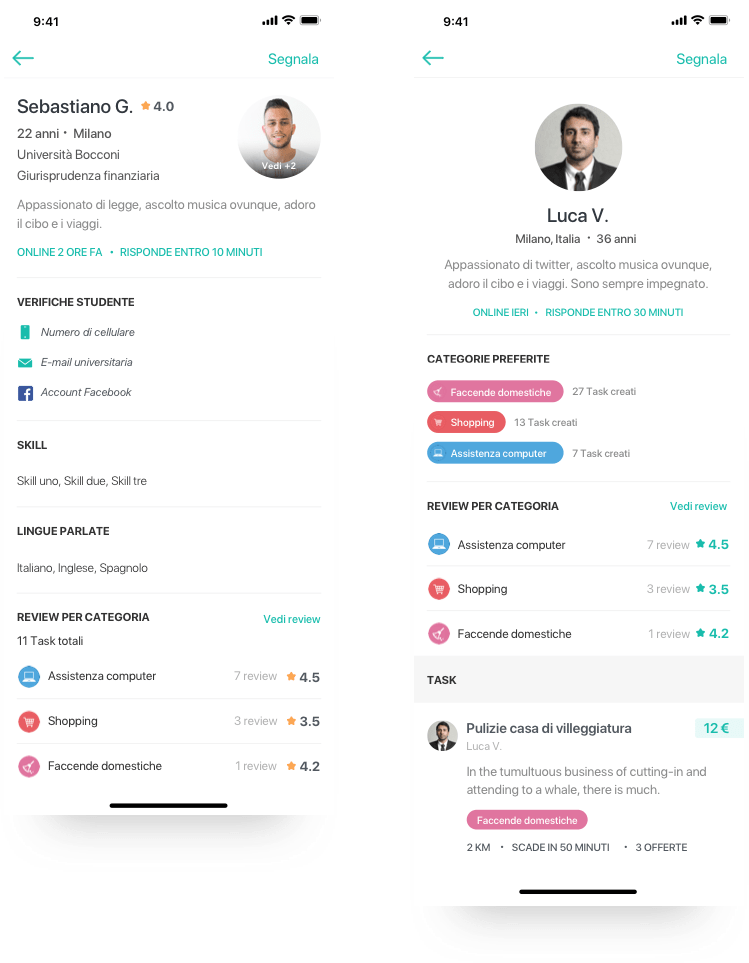 9:41
Segnala
Sebastiano G. 4.0
22 anni • Milano
Università Bocconi
Giurisprudenza finanziaria
Vedi +2
Appassionato di legge, ascolto musica ovunque, adoro
il cibo e i viaggi.
ONLINE 2 ORE FA • RISPONDE ENTRO 10 MINUTI
VERIFICHE STUDENTE
Numero di cellulare
E-mail universitaria
Account Facebook
SKILL
Skill uno, Skill due, Skill tre
LINGUE PARLATE
Italiano, Inglese, Spagnolo
REVIEW PER CATEGORIA Vedi review
11 Task totali
Assistenza computer 7 review 4.5
Shopping 3 review 3.5
Faccende domestiche 1 review 4.2
9:41
Segnala
Luca V.
Milano, Italia • 36 anni
Appassionato di twitter, ascolto musica ovunque,
adoro il cibo e i viaggi. Sono sempre impegnato.
ONLINE IERI • RISPONDE ENTRO 30 MINUTI
CATEGORIE PREFERITE
Faccende domestiche 27 Task creati
Shopping 13 Task creati
Assistenza computer 7 Task creati
REVIEW PER CATEGORIA Vedi review
Assistenza computer 7 review 4.5
Shopping 3 review 3.5
Faccende domestiche 1 review 4.2
TASK
Pulizie casa di villeggiatura 12 €
Luca V.
In the tumultuous business of cutting-in and
attending to a whale, there is much.
Faccende domestiche
2 KM • SCADE IN 50 MINUTI • 3 OFFERTE